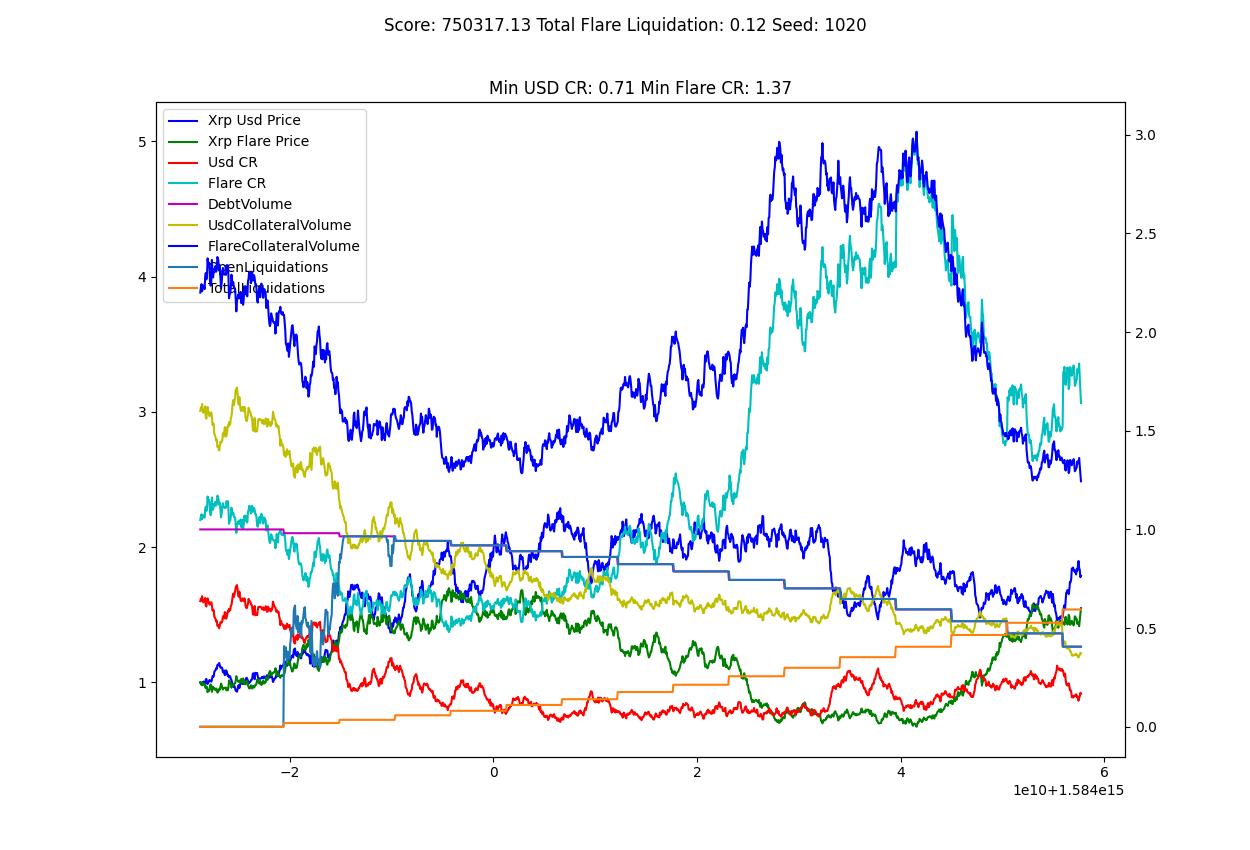 Score: 750317.13 Total Flare Liquidation: 0.12 Seed: 1020
Min USD CR: 0.71 Min Flare CR: 1.37
Xrp Usd Price
Xrp Flare Price
Usd CR
Flare CR
DebtVolume
UsdCollateralVolume
FlareCollateralVolume
OpenLiquidations
TotalLiquidations
5
4
3
2
1
3.0
2.5
2.0
1.5
1.0
0.5
0.0
−2
0
2
4
6
1e10+1.584e15